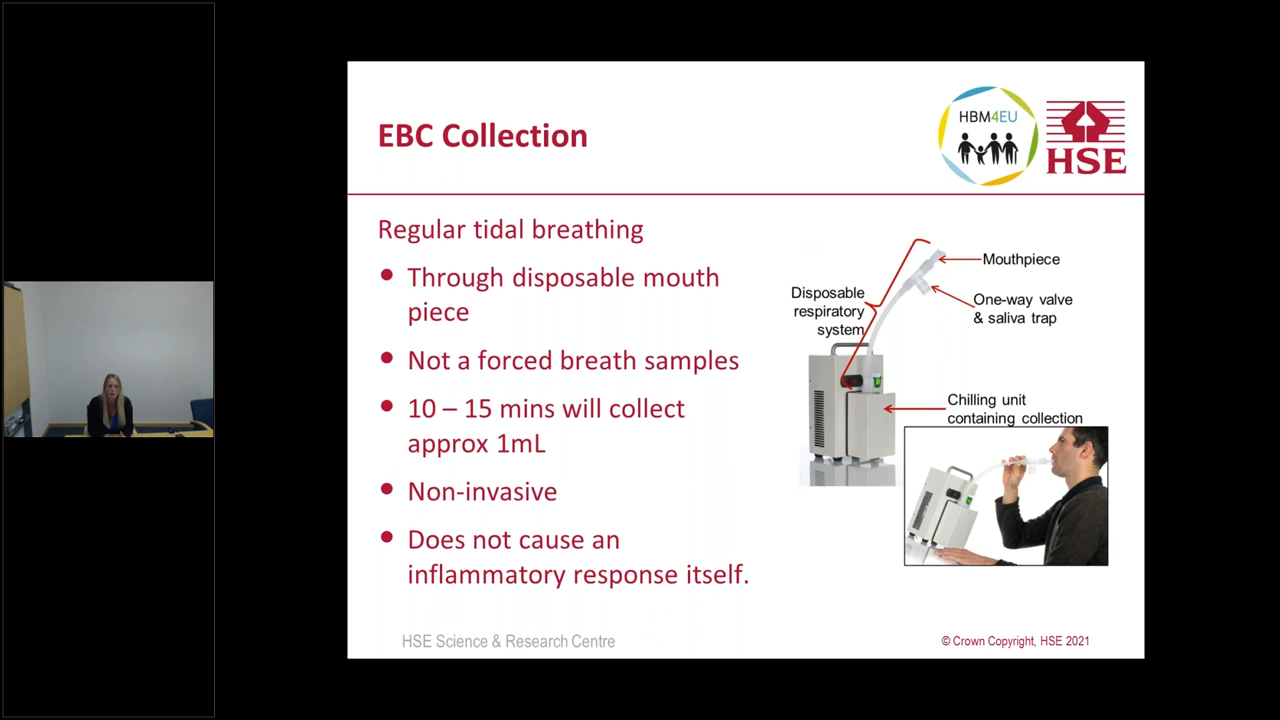 EBC Collection
HBM4EU
HSE
Regular tidal breathing
• Through disposable mouth
piece
• Not a forced breath samples
• 10 – 15 mins will collect
approx 1mL
• Non-invasive
• Does not cause an
inflammatory response itself.
Mouthpiece
Disposable
respiratory
system
One-way valve
& saliva trap
Chilling unit
containing collection
HSE Science & Research Centre
© Crown Copyright, HSE 2021